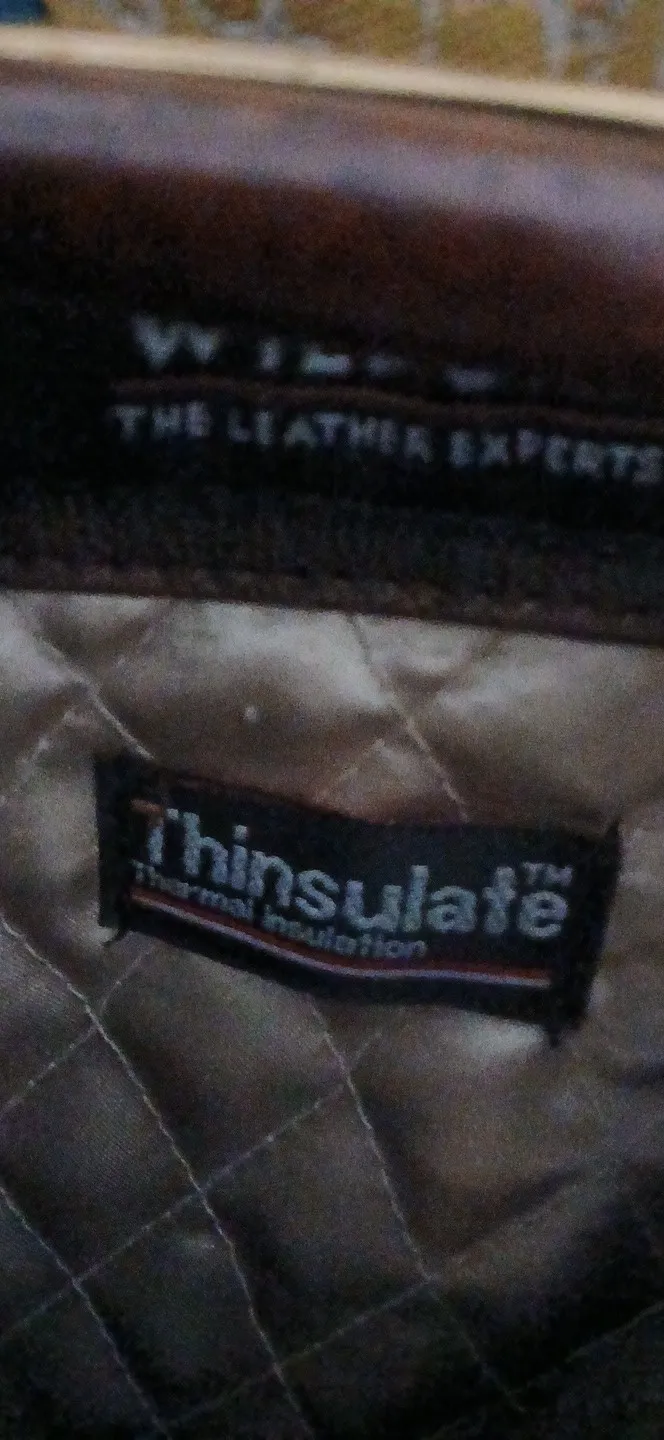 THE LEATHER EXPERTS
Thinsulate™
Thermal Insulation